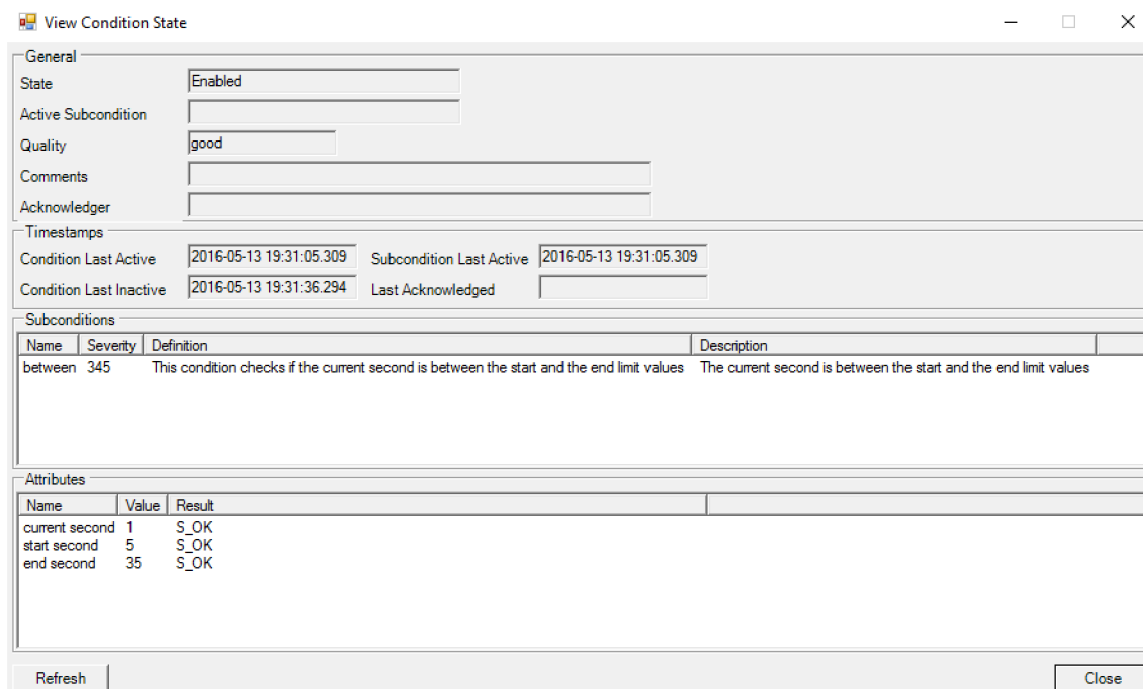 View Condition State
General
State Enabled
Active Subcondition
Quality good
Comments
Acknowledger
Timestamps
Condition Last Active 2016-05-13 19:31:05.309 Subcondition Last Active 2016-05-13 19:31:05.309
Condition Last Inactive 2016-05-13 19:31:36.294 Last Acknowledged
Subconditions
Name Severity Definition Description
between 345 This condition checks if the current second is between the start and the end limit values The current second is between the start and the end limit values
Attributes
Name Value Result
current second 1 S_OK
start second 5 S_OK
end second 35 S_OK
Refresh Close